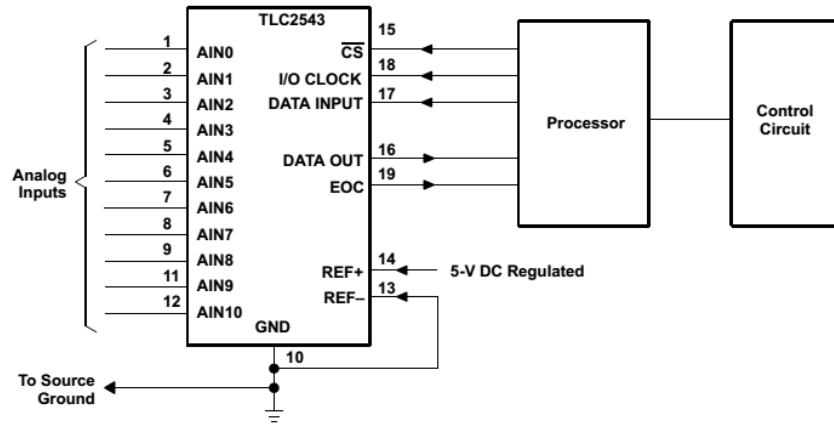 TLC2543
1
AIN0
2
AIN1
3
AIN2
4
AIN3
5
AIN4
6
AIN5
7
AIN6
8
AIN7
9
AIN8
11
AIN9
12
AIN10
Analog
Inputs
15
CS
18
I/O CLOCK
17
DATA INPUT
16
DATA OUT
19
EOC
14
REF+
5-V DC Regulated
13
REF–
GND
10
To Source
Ground
Processor
Control
Circuit